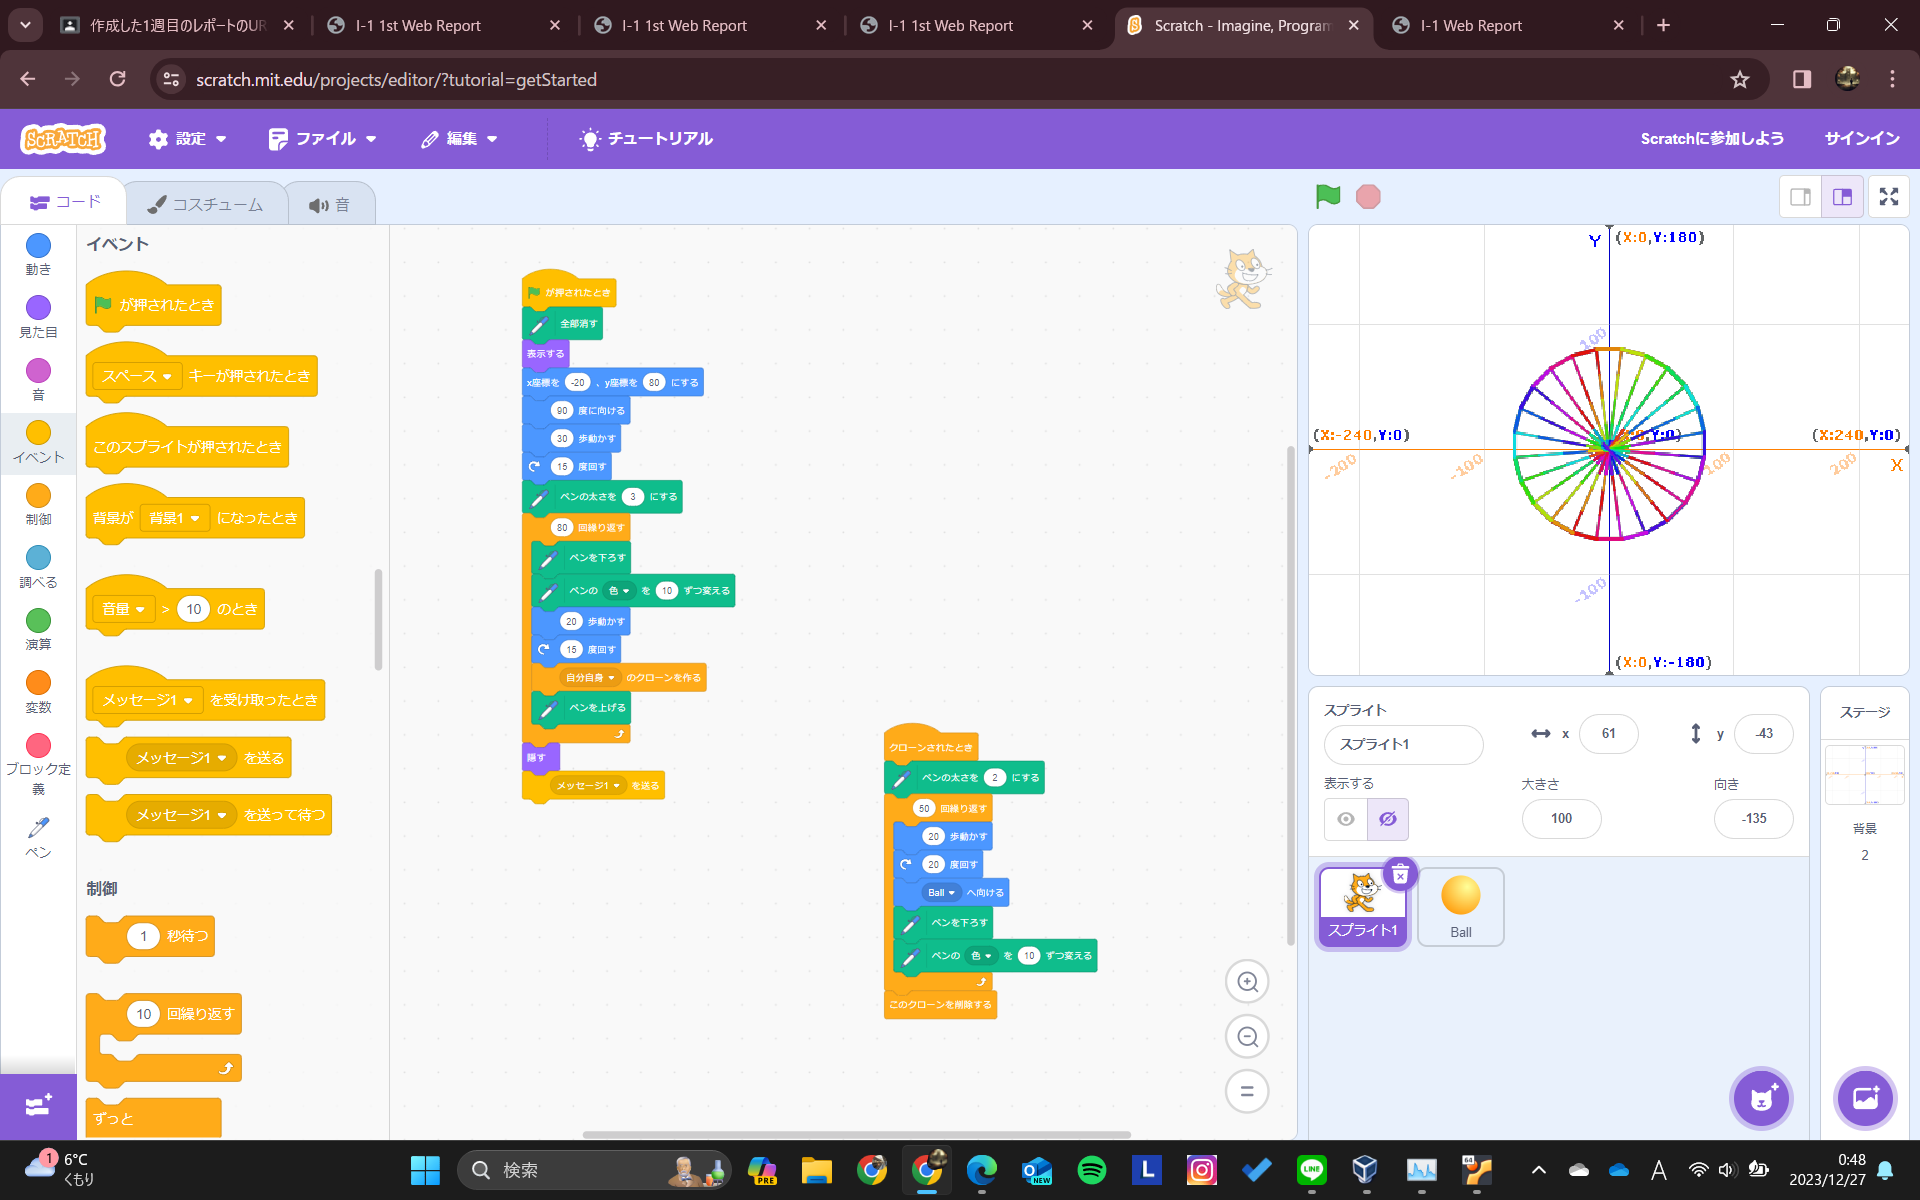 作成した1週目のレポートのUR
I-1 1st Web Report
I-1 1st Web Report
I-1 1st Web Report
Scratch - Imagine, Program
I-1 Web Report
scratch.mit.edu/projects/editor/?tutorial=getStarted
SCRATCH
設定
ファイル
編集
チュートリアル
Scratchに参加しよう
サインイン
コード
コスチューム
音
動き
見た目
音
イベント
制御
調べる
演算
変数
ブロック定
義
ペン
イベント
が押されたとき
スペース キーが押されたとき
このスプライトが押されたとき
背景が 背景1 になったとき
音量 > 10 のとき
メッセージ1 を受け取ったとき
メッセージ1 を送る
メッセージ1 を送って待つ
制御
1 秒待つ
10 回繰り返す
ずっと
が押されたとき
全部消す
表示する
x座標を -20 、y座標を 80 にする
90 度に向ける
30 歩動かす
15 度回す
ペンの太さを 3 にする
80 回繰り返す
ペンを下ろす
ペンの 色 を 10 ずつ変える
20 歩動かす
15 度回す
自分自身 のクローンを作る
ペンを上げる
隠す
メッセージ1 を送る
クローンされたとき
ペンの太さを 2 にする
50 回繰り返す
20 歩動かす
20 度回す
Ball へ向ける
ペンを下ろす
ペンの 色 を 10 ずつ変える
このクローンを削除する
Y (X:0,Y:180)
100
(X:-240,Y:0)
(X:240,Y:0)
-200
-100
200
X
-100
(X:0,Y:-180)
スプライト
スプライト1
x 61
y -43
表示する
大きさ
100
向き
-135
スプライト1
Ball
ステージ
背景
2
1
6°C
くもり
検索
PRE
NEW
L
LINE
64
A
0:48
2023/12/27